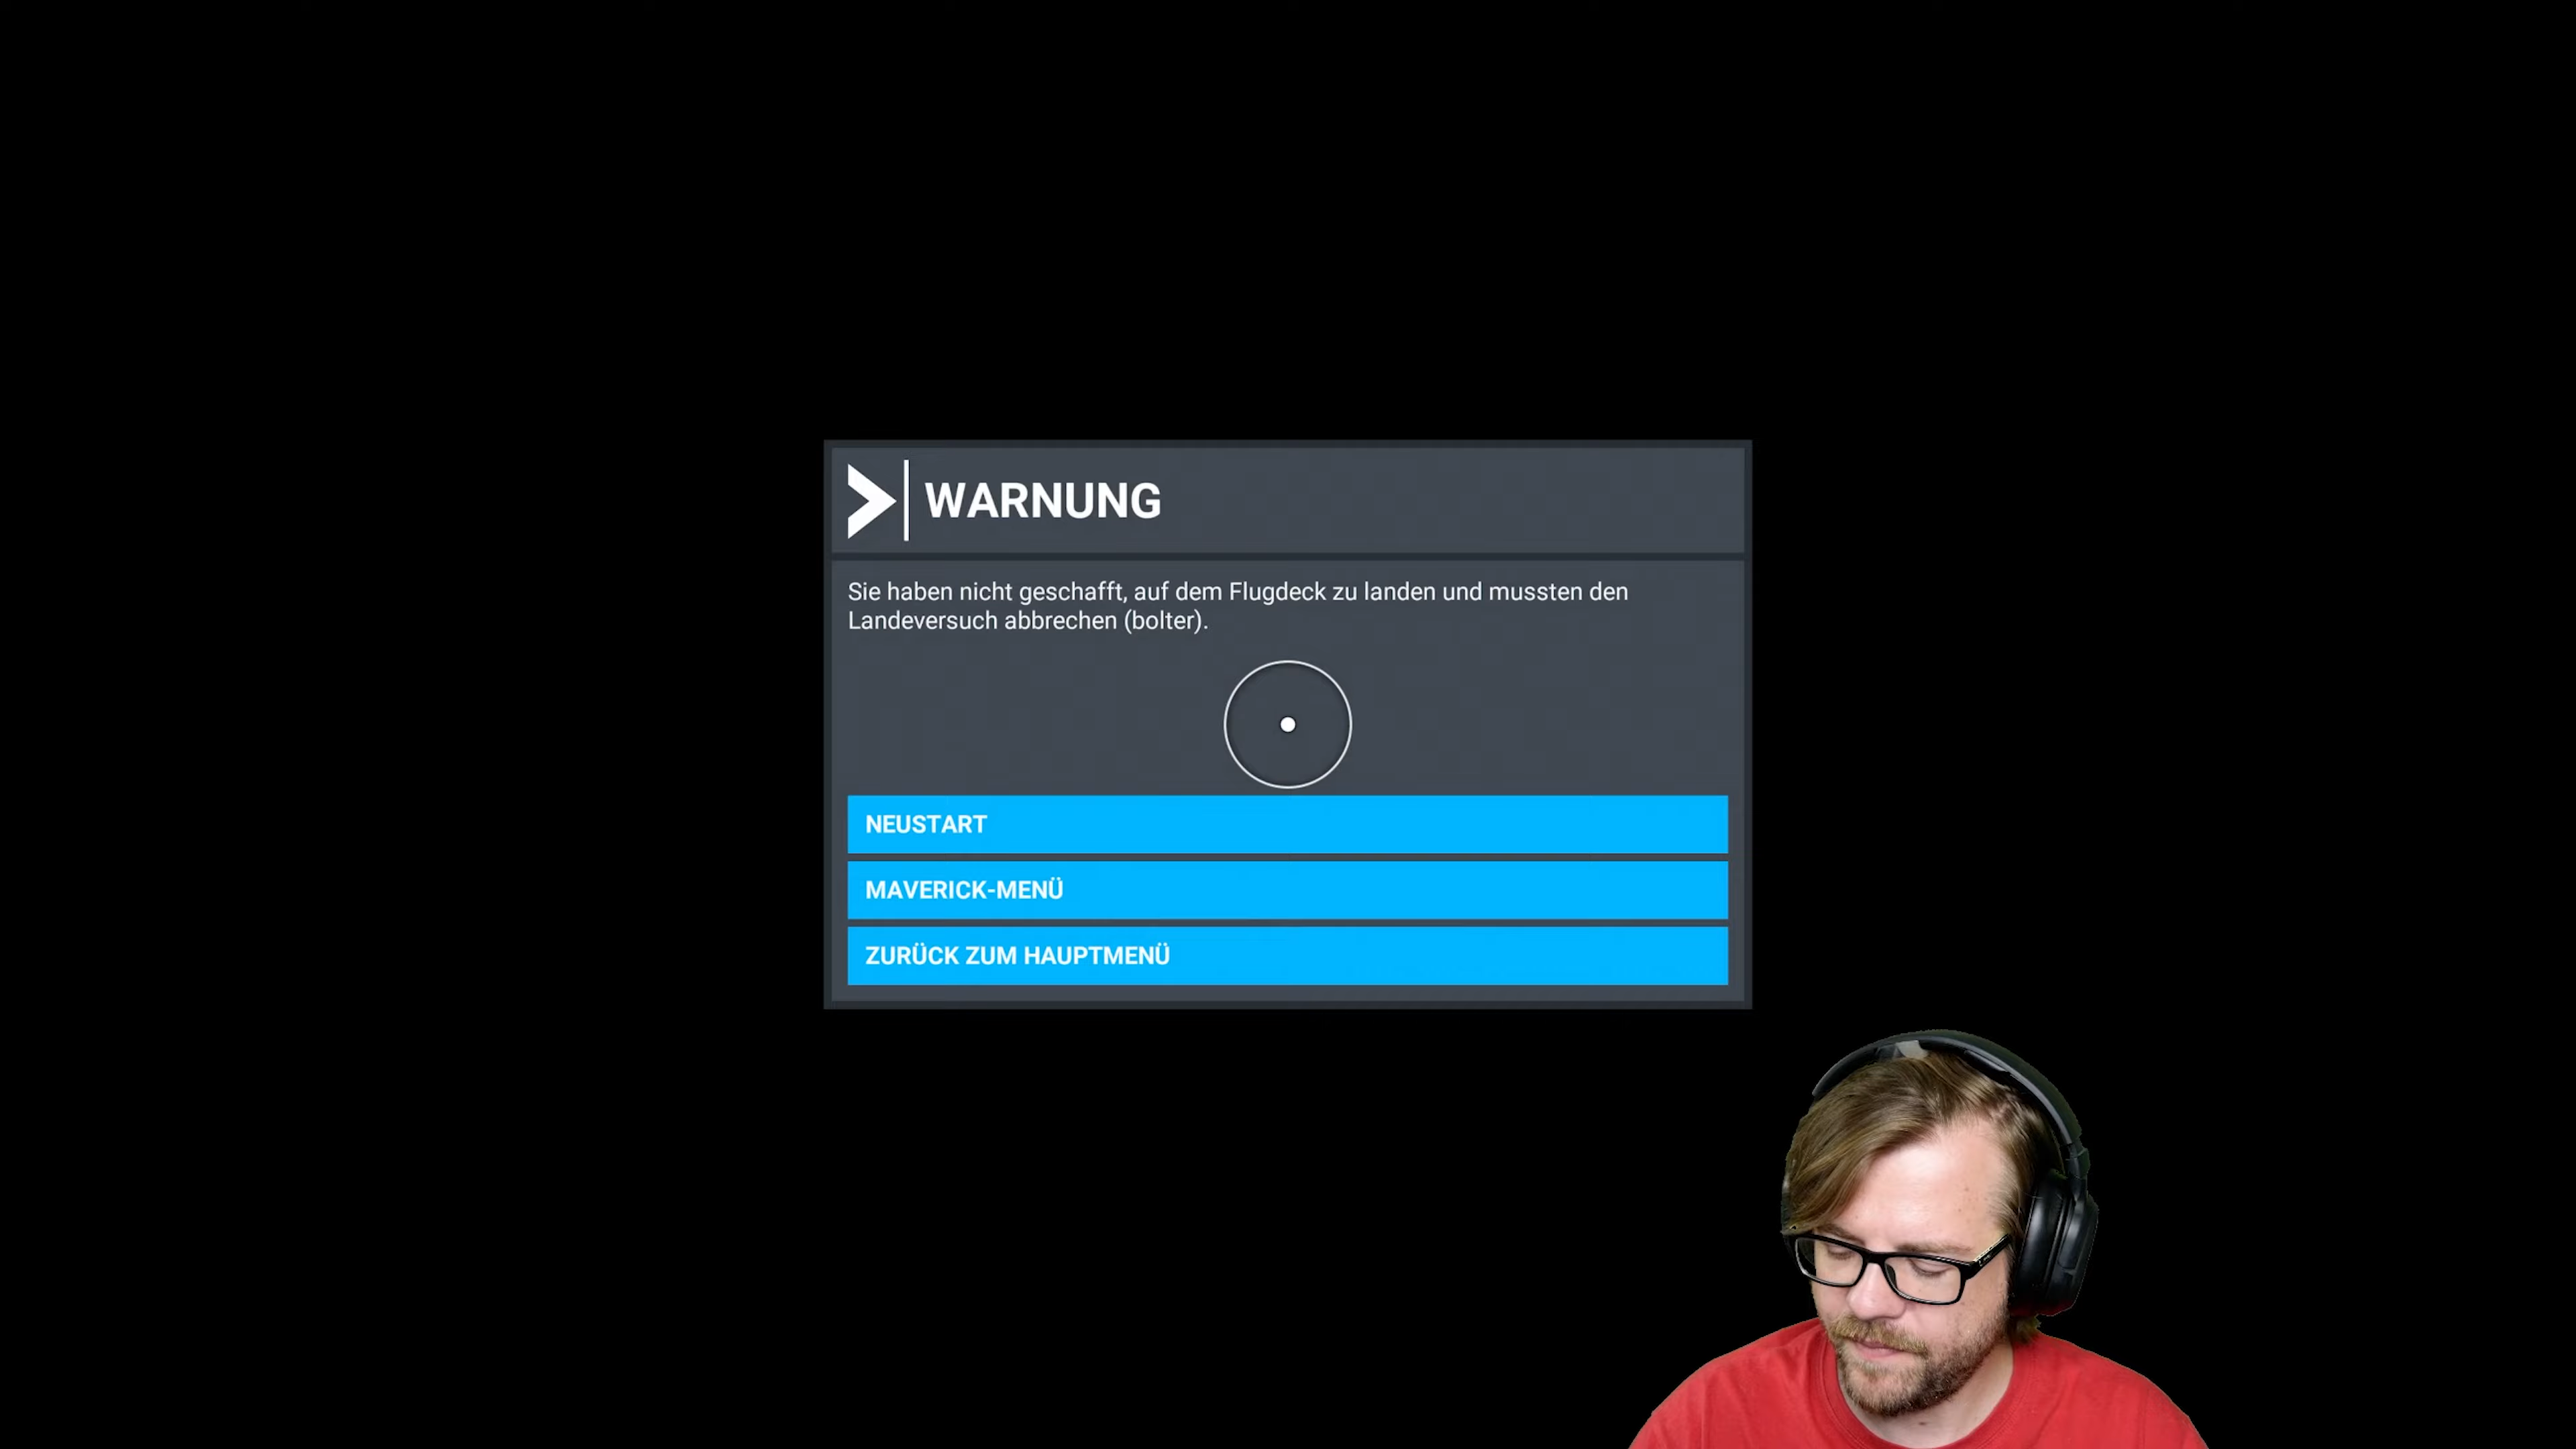 WARNUNG
Sie haben nicht geschafft, auf dem Flugdeck zu landen und mussten den
Landeversuch abbrechen (bolter).
NEUSTART
MAVERICK-MENÜ
ZURÜCK ZUM HAUPTMENÜ